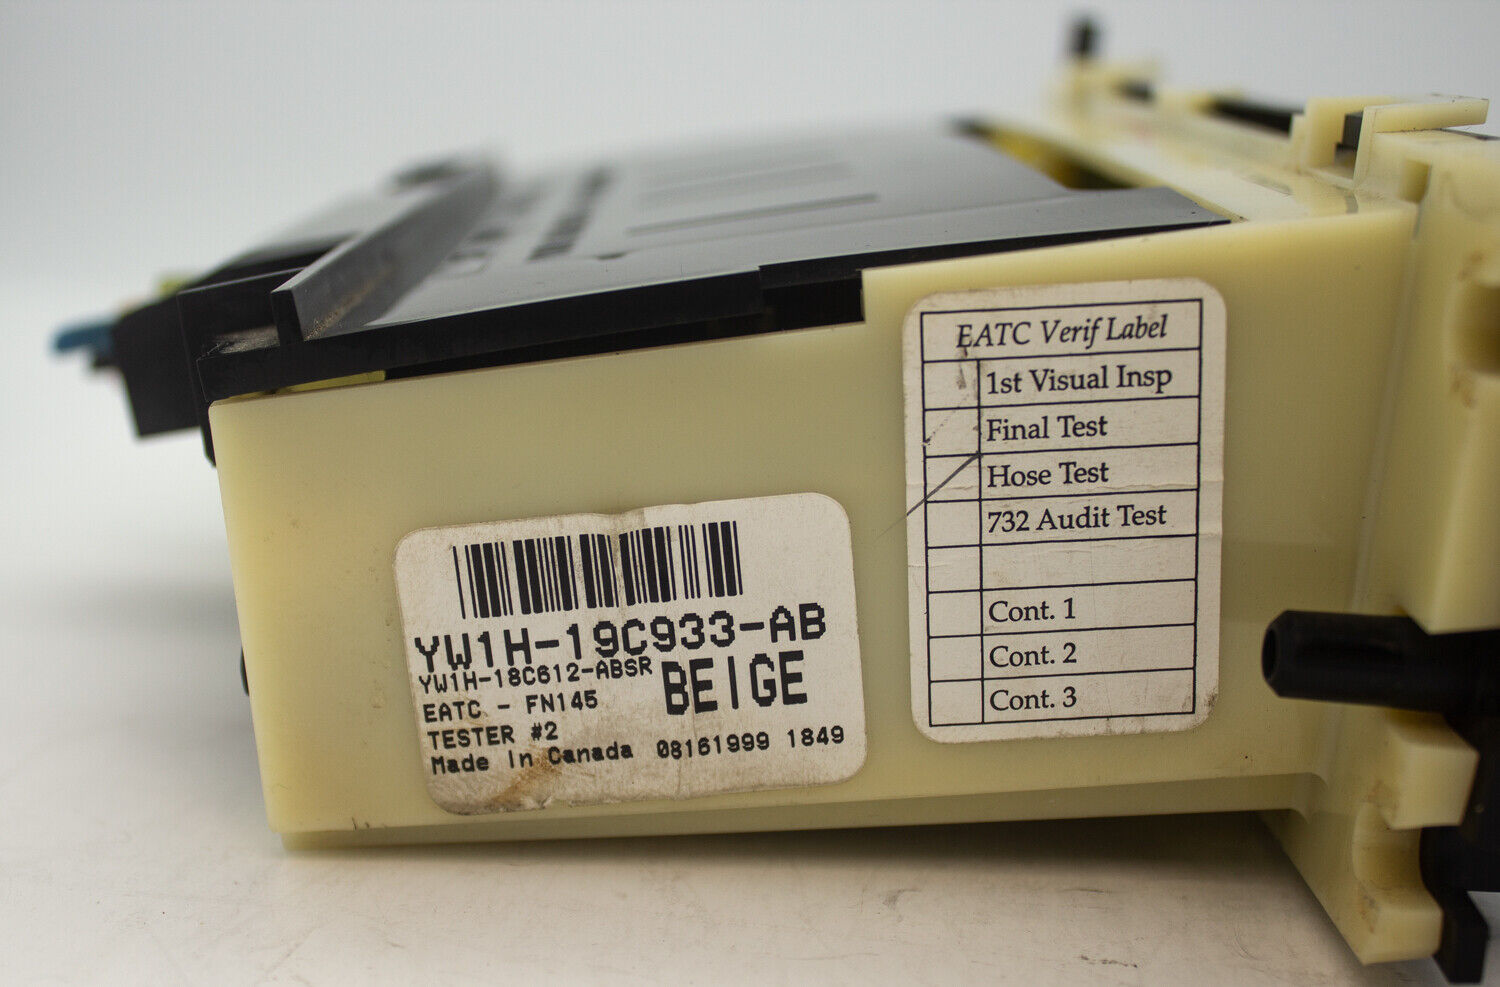 YW1H-19C933-AB
YW1H-18C612-ABSR
BEIGE
EATC - FN145
TESTER #2
Made In Canada 08161999 1849
EATC Verif Label
1st Visual Insp
Final Test
Hose Test
732 Audit Test
Cont. 1
Cont. 2
Cont. 3